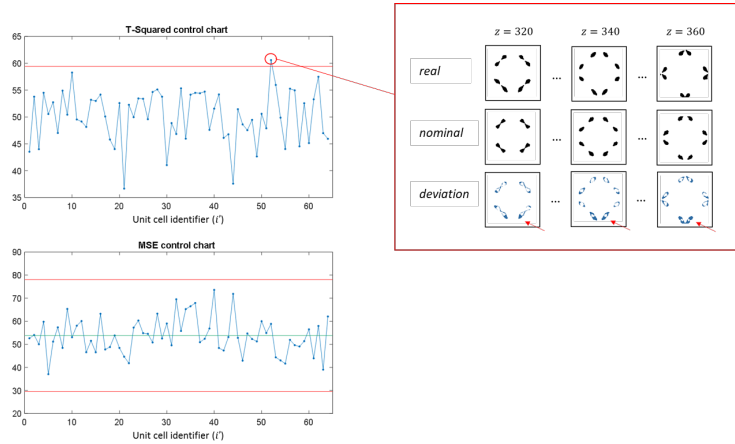 T-Squared control chart
65
60
55
50
45
40
35
0 10 20 30 40 50 60
Unit cell identifier (i')
MSE control chart
90
80
70
60
50
40
30
20
0 10 20 30 40 50 60
Unit cell identifier (i')
z = 320 z = 340 z = 360
real ... ...
nominal ... ...
deviation ... ...